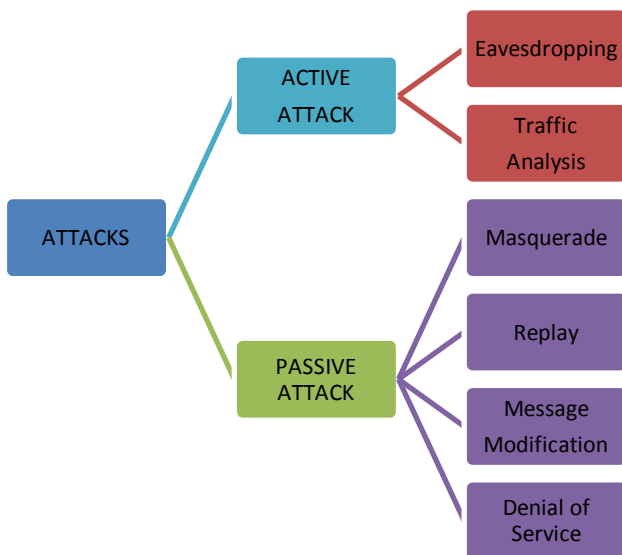 ATTACKS
ACTIVE
ATTACK
Eavesdropping
Traffic
Analysis
PASSIVE
ATTACK
Masquerade
Replay
Message
Modification
Denial of
Service